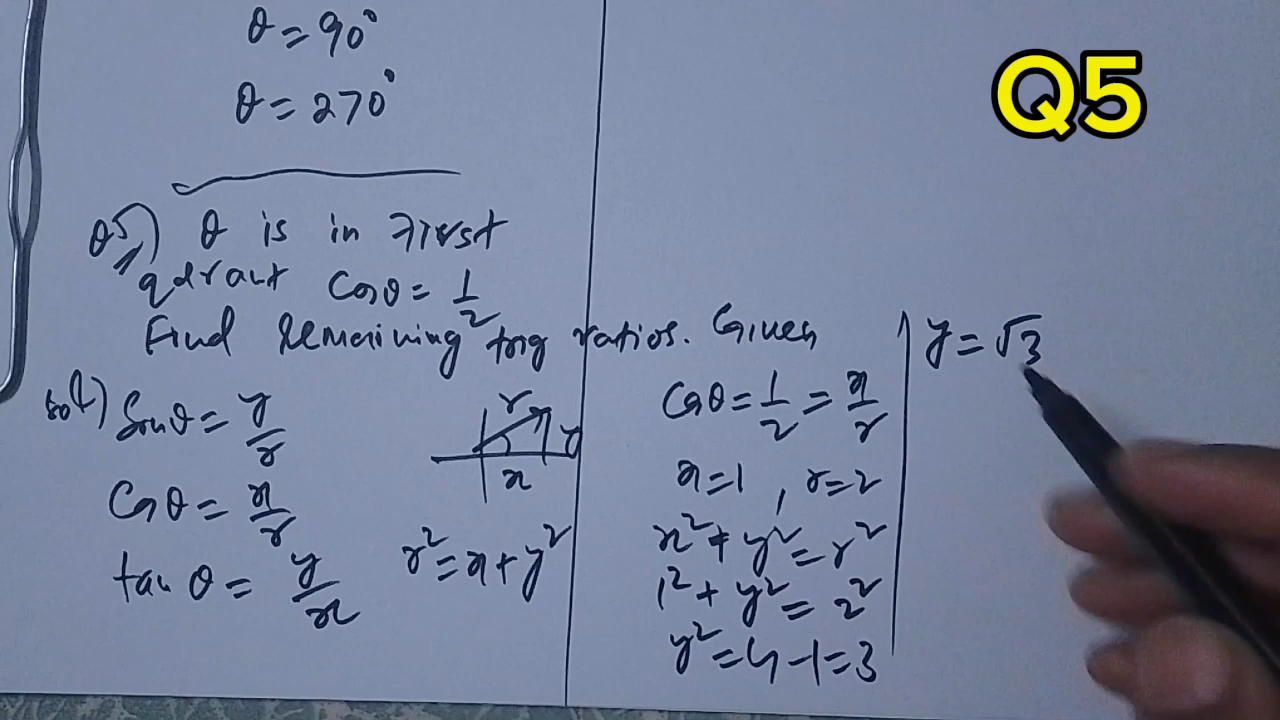 θ = 90°
θ = 270°
Q5
Q5) θ is in First
qdrant Cosθ = 1/2
Find remaining trig ratios. Given
sol) Sinθ = y/r
Cosθ = x/r
tan θ = y/x
r
y
x
r² = x + y²
Cosθ = 1/2 = x/r
x = 1 , r = 2
x² + y² = r²
1² + y² = 2²
y² = 4 - 1 = 3
y = √3